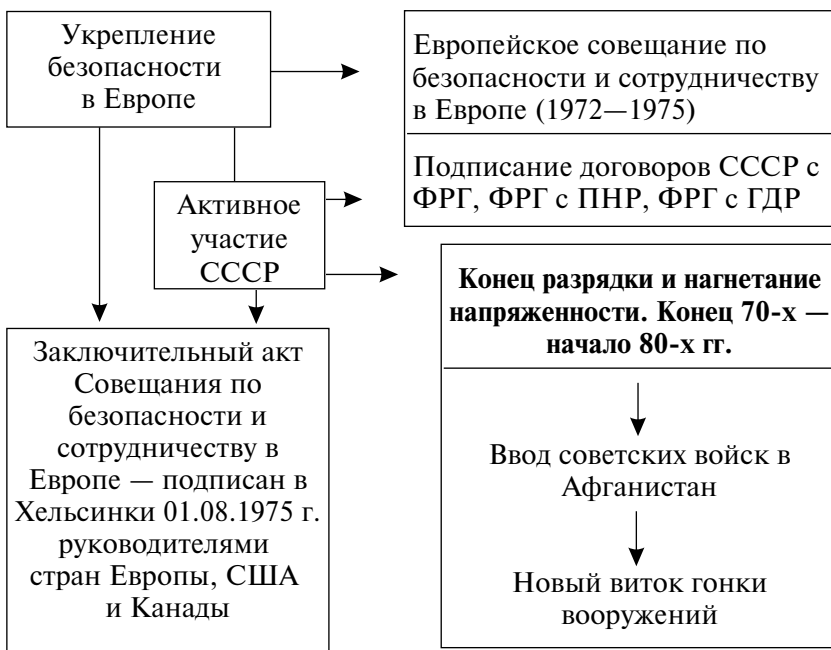 Укрепление
безопасности
в Европе
Европейское совещание по
безопасности и сотрудничеству
в Европе (1972—1975)
Подписание договоров СССР с
ФРГ, ФРГ с ПНР, ФРГ с ГДР
Активное
участие
СССР
Конец разрядки и нагнетание
напряженности. Конец 70-х —
начало 80-х гг.
Заключительный акт
Совещания по
безопасности и
сотрудничеству в
Европе — подписан в
Хельсинки 01.08.1975 г.
руководителями
стран Европы, США
и Канады
Ввод советских войск в
Афганистан
Новый виток гонки
вооружений